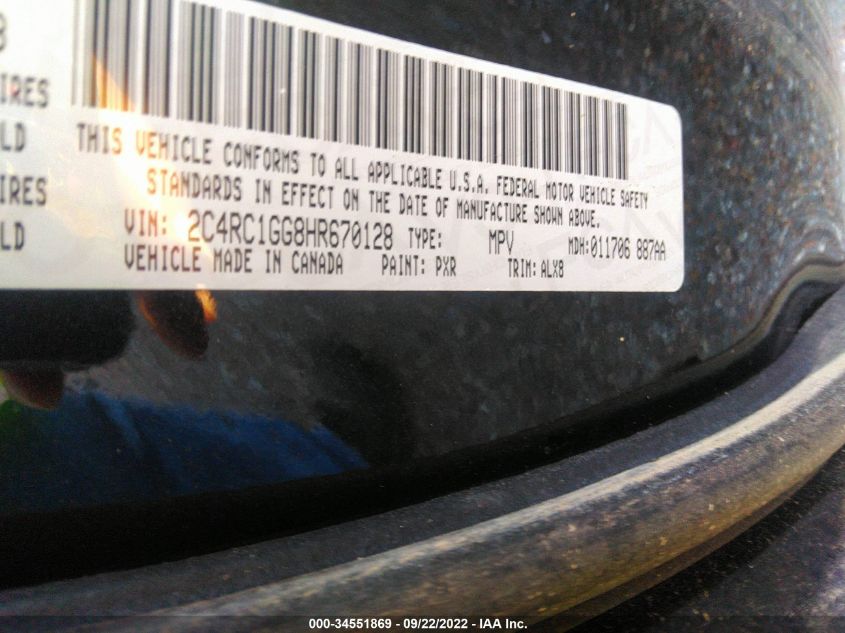 8
IRES
LD
IRES
LD
THIS VEHICLE CONFORMS TO ALL APPLICABLE U.S.A. FEDERAL MOTOR VEHICLE SAFETY
STANDARDS IN EFFECT ON THE DATE OF MANUFACTURE SHOWN ABOVE.
VIN: 2C4RC1GG8HR670128 TYPE: MPV MDH:011706 887AA
VEHICLE MADE IN CANADA PAINT: PXR TRIM: ALX8
000-34551869 - 09/22/2022 - IAA Inc.